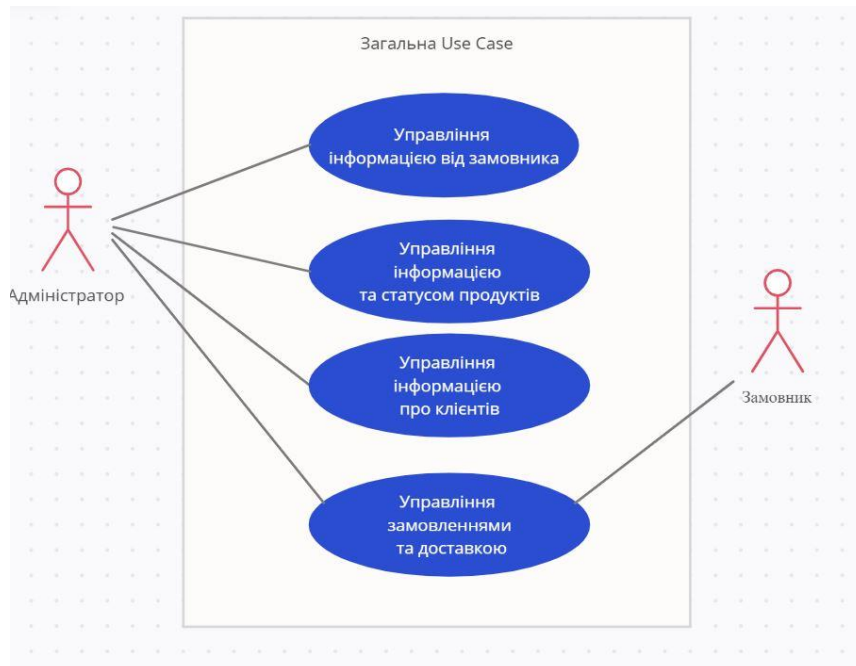 Загальна Use Case
Управління
інформацією від замовника
Управління
інформацією
та статусом продуктів
Адміністратор
Управління
інформацією
про клієнтів
Замовник
Управління
замовленнями
та доставкою